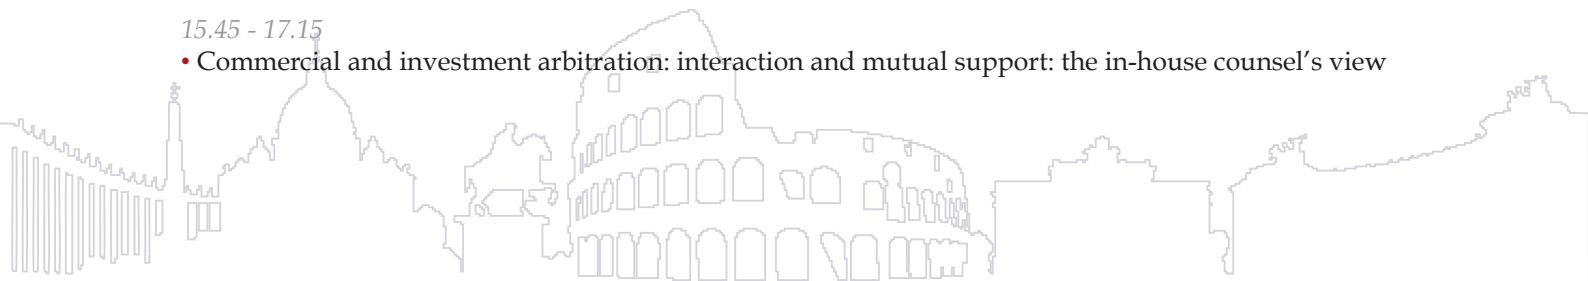 15.45 - 17.15
• Commercial and investment arbitration: interaction and mutual support: the in-house counsel’s view